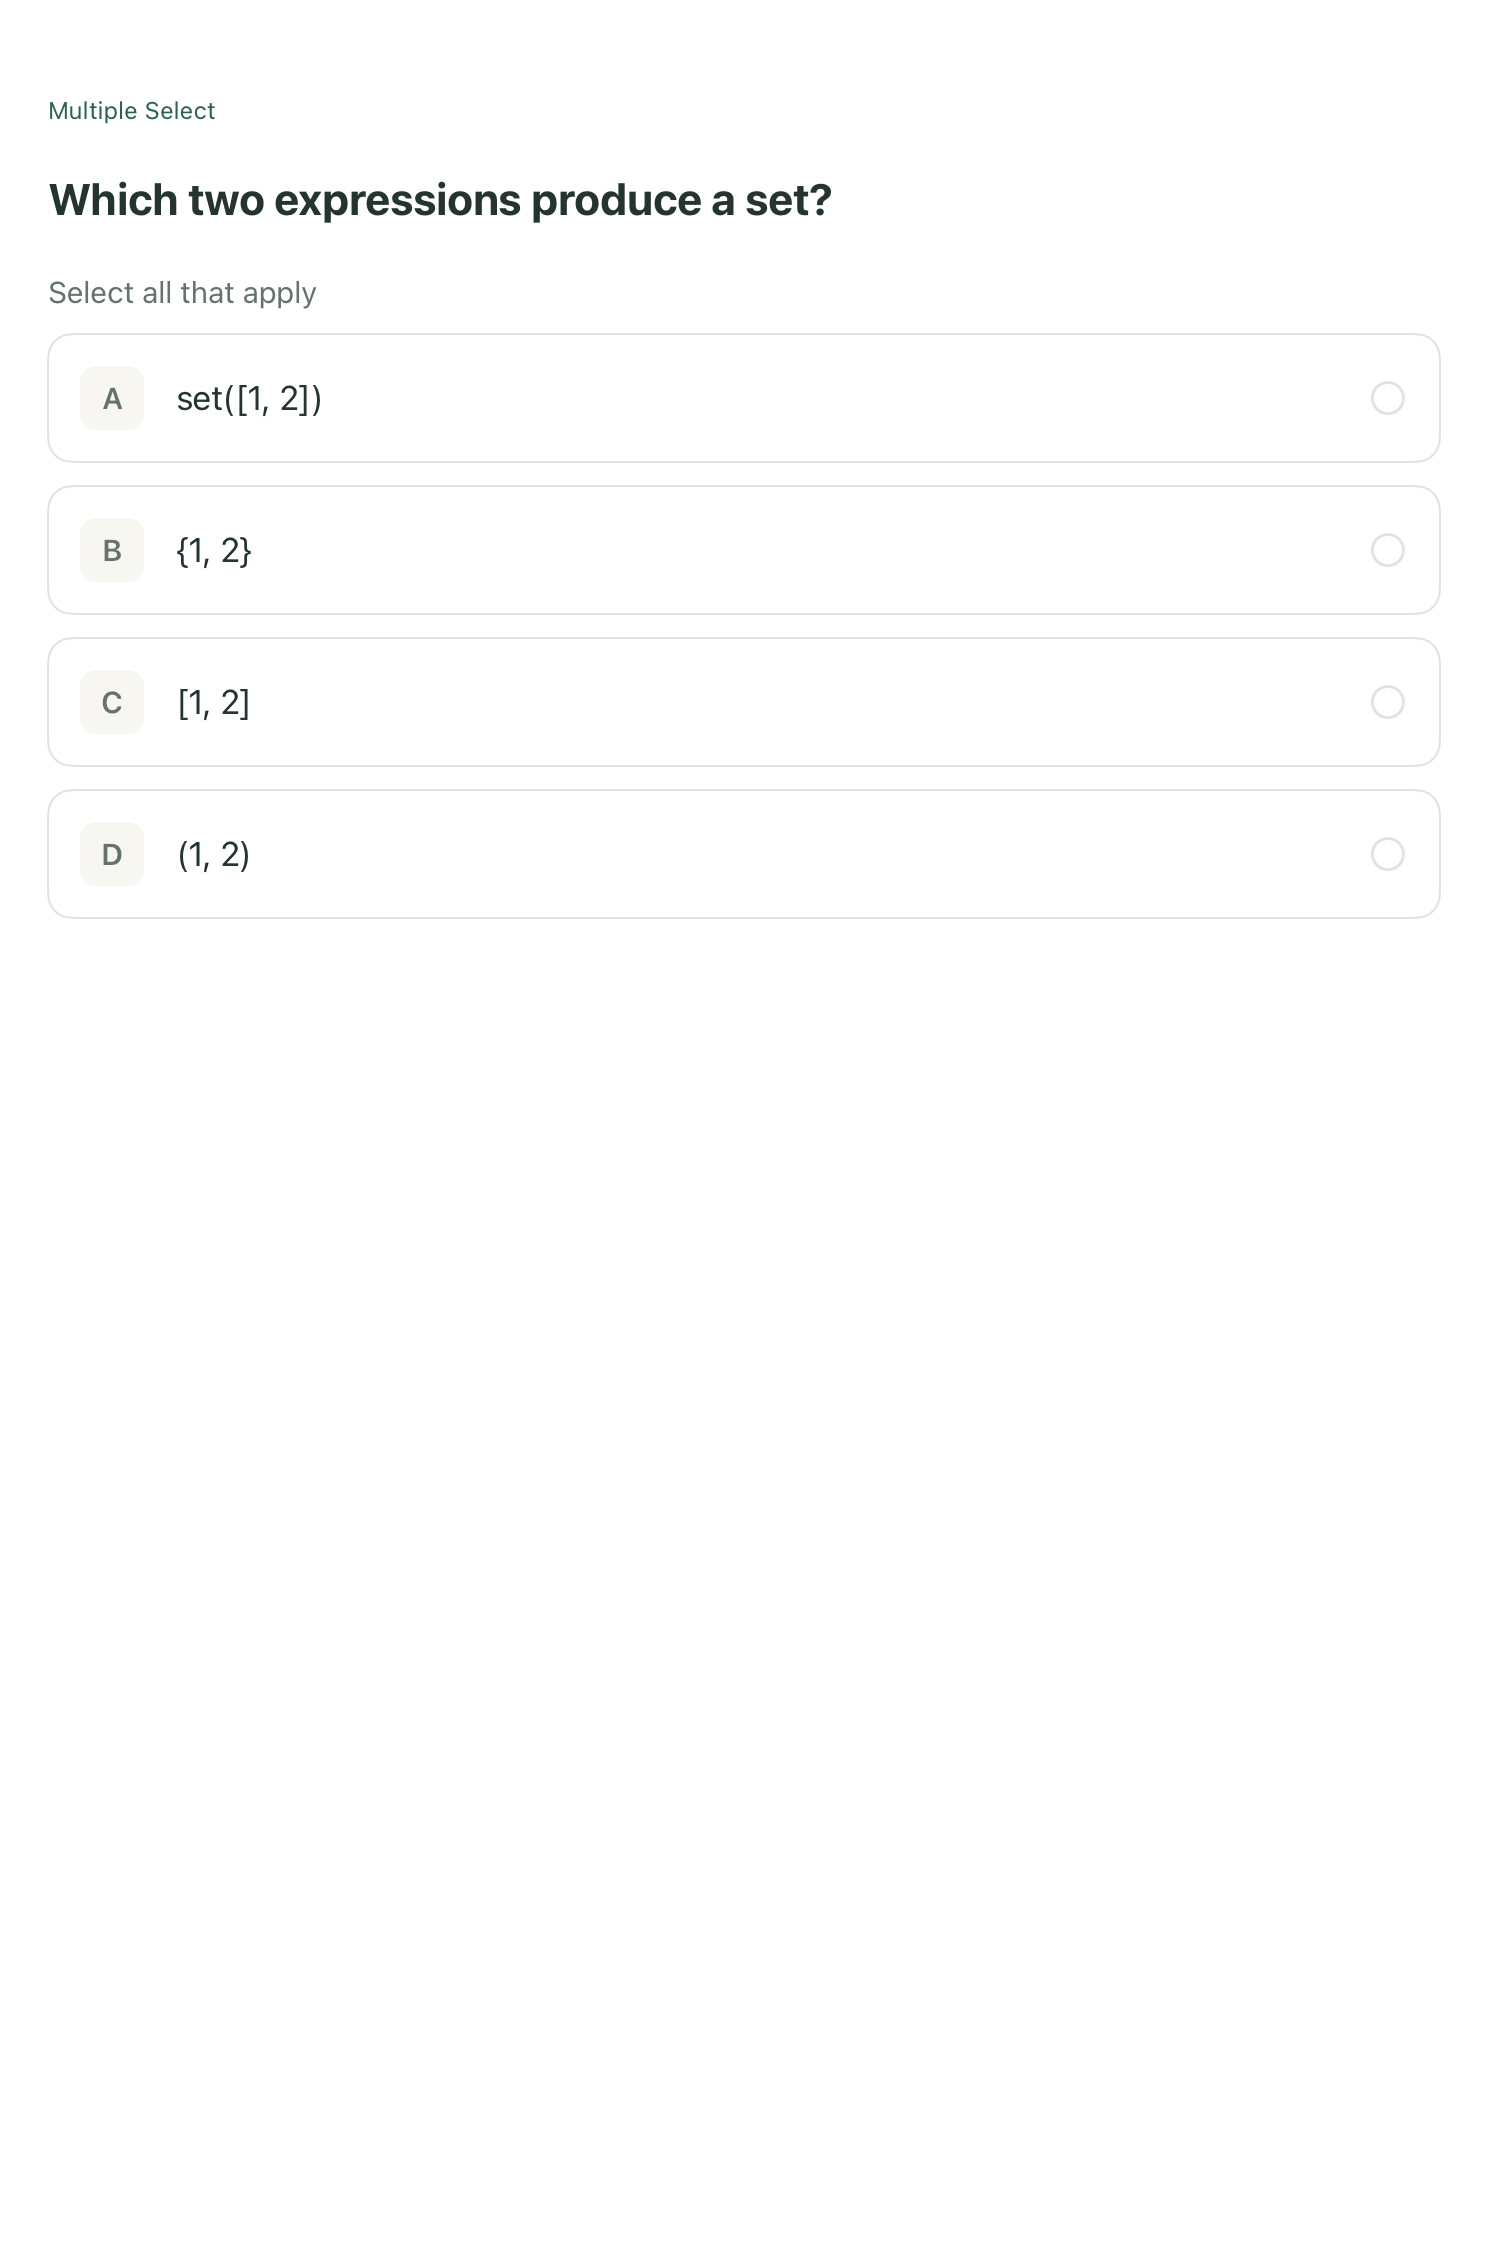 Multiple Select
Which two expressions produce a set?
Select all that apply
A set([1, 2])
B {1, 2}
C [1, 2]
D (1, 2)